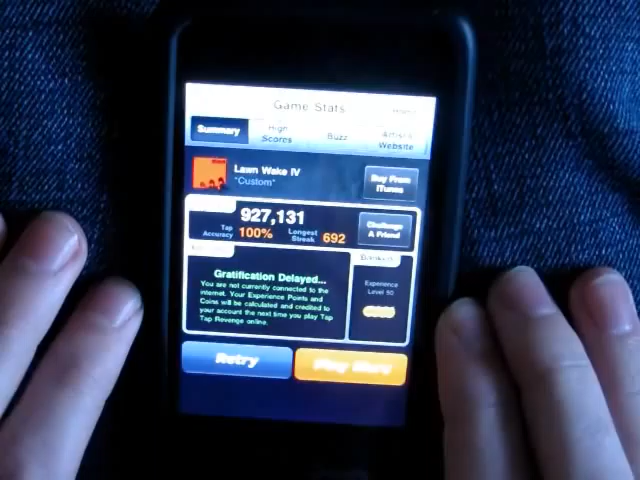 Game Stats
Summary
High Scores
Buzz
Artist's Website
Lawn Wake IV
"Custom"
Buy From iTunes
927,131
Tap Accuracy 100% Longest Streak 692
Challenge A Friend
Gratification Delayed...
You are not currently connected to the
internet. Your Experience Points and
Coins will be calculated and credited to
your account the next time you play Tap
Tap Revenge online.
Experience
Level 50
Retry
Play More